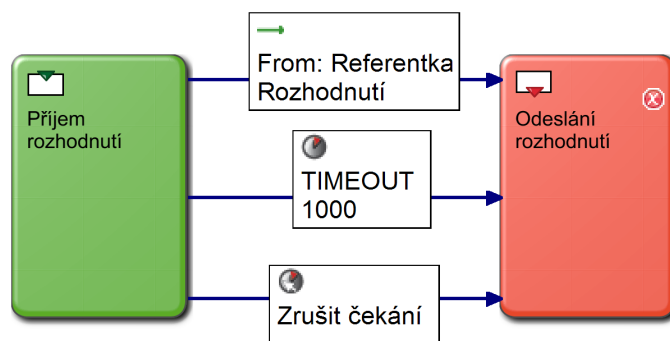 Příjem
rozhodnutí
From: Referentka
Rozhodnutí
TIMEOUT
1000
Zrušit čekání
Odeslání
rozhodnutí